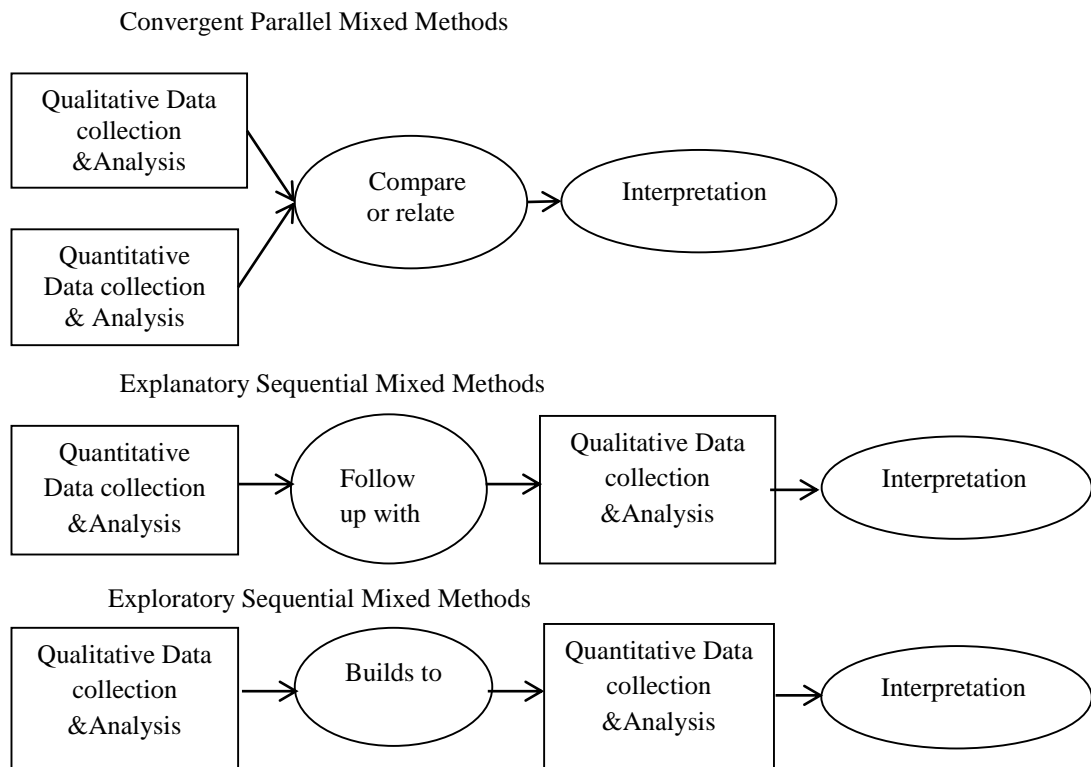 Convergent Parallel Mixed Methods
Qualitative Data
collection
&Analysis
Compare
or relate
Interpretation
Quantitative
Data collection
& Analysis
Explanatory Sequential Mixed Methods
Quantitative
Data collection
&Analysis
Follow
up with
Qualitative Data
collection
&Analysis
Interpretation
Exploratory Sequential Mixed Methods
Qualitative Data
collection
&Analysis
Builds to
Quantitative Data
collection
&Analysis
Interpretation